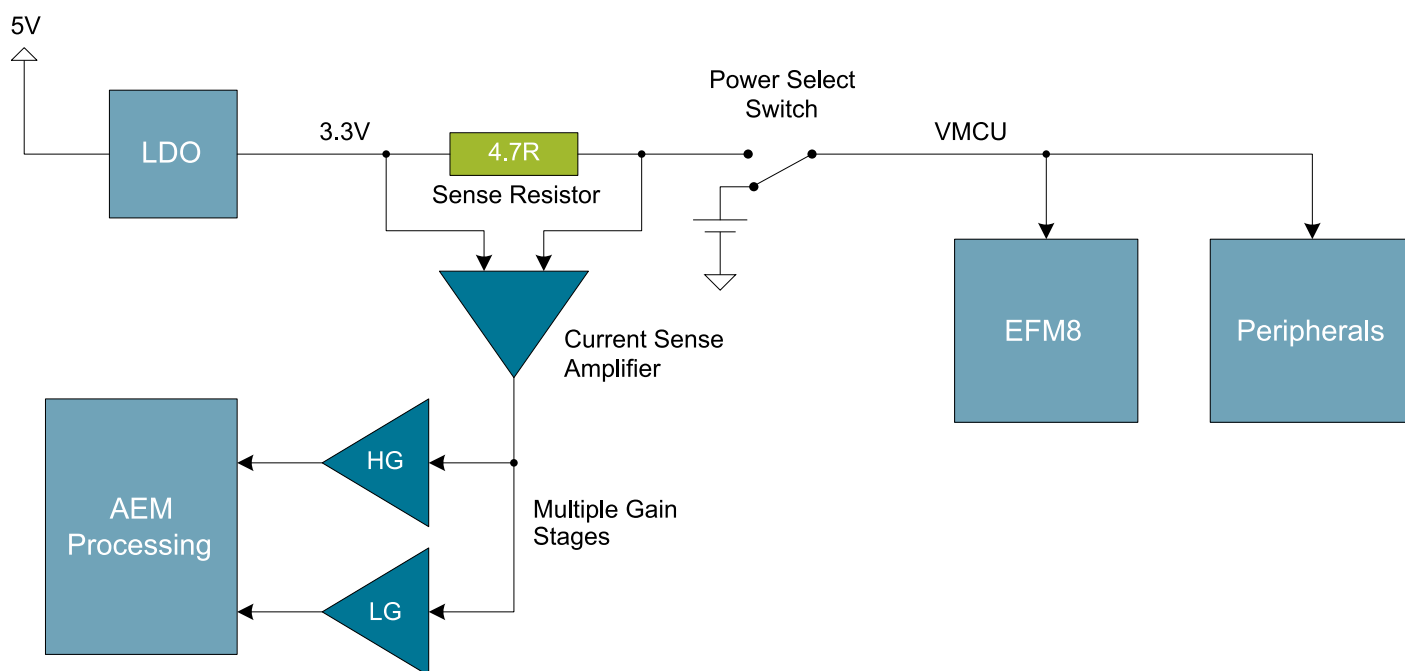 5V
LDO
3.3V
4.7R
Sense Resistor
Power Select
Switch
VMCU
Current Sense
Amplifier
EFM8
Peripherals
AEM
Processing
HG
LG
Multiple Gain
Stages